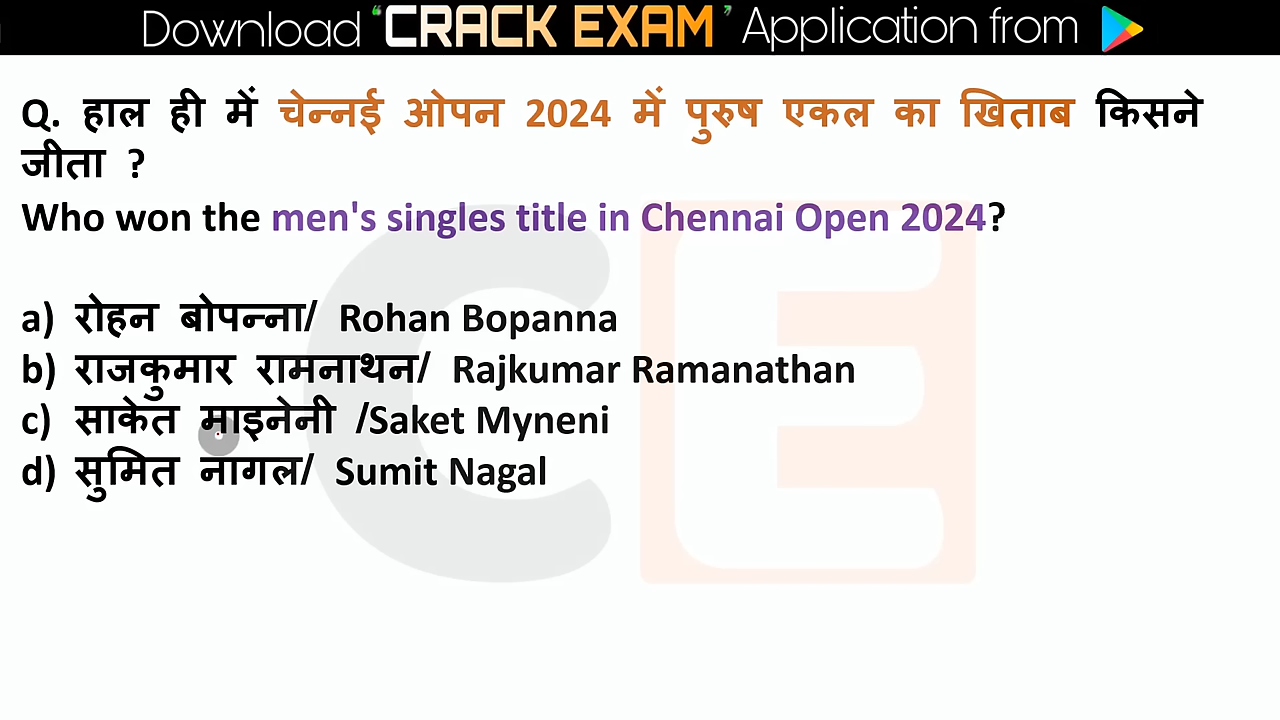 Download "CRACK EXAM" Application from
Q. हाल ही में चेन्नई ओपन 2024 में पुरुष एकल का खिताब किसने
जीता ?
Who won the men's singles title in Chennai Open 2024?
a) रोहन बोपन्ना/ Rohan Bopanna
b) राजकुमार रामनाथन/ Rajkumar Ramanathan
c) साकेत माइनेनी /Saket Myneni
d) सुमित नागल/ Sumit Nagal
CE